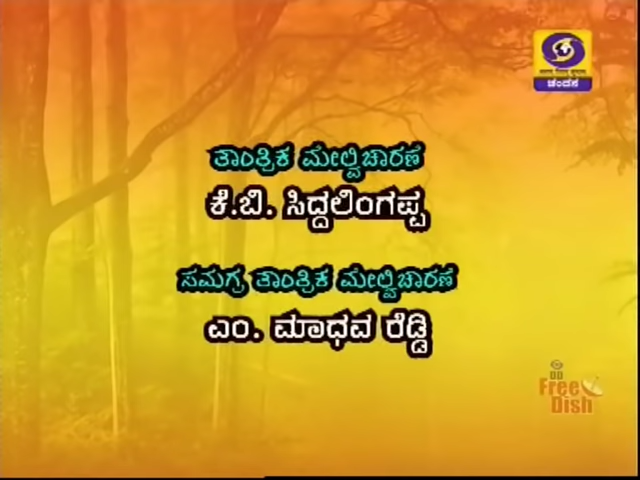 ಚಂದನ
ತಾಂತ್ರಿಕ ಮೇಲ್ವಿಚಾರಣೆ
ಕೆ.ಬಿ. ಸಿದ್ದಲಿಂಗಪ್ಪ
ಸಮಗ್ರ ತಾಂತ್ರಿಕ ಮೇಲ್ವಿಚಾರಣೆ
ಎಂ. ಮಾಧವ ರೆಡ್ಡಿ
DD
Free
Dish